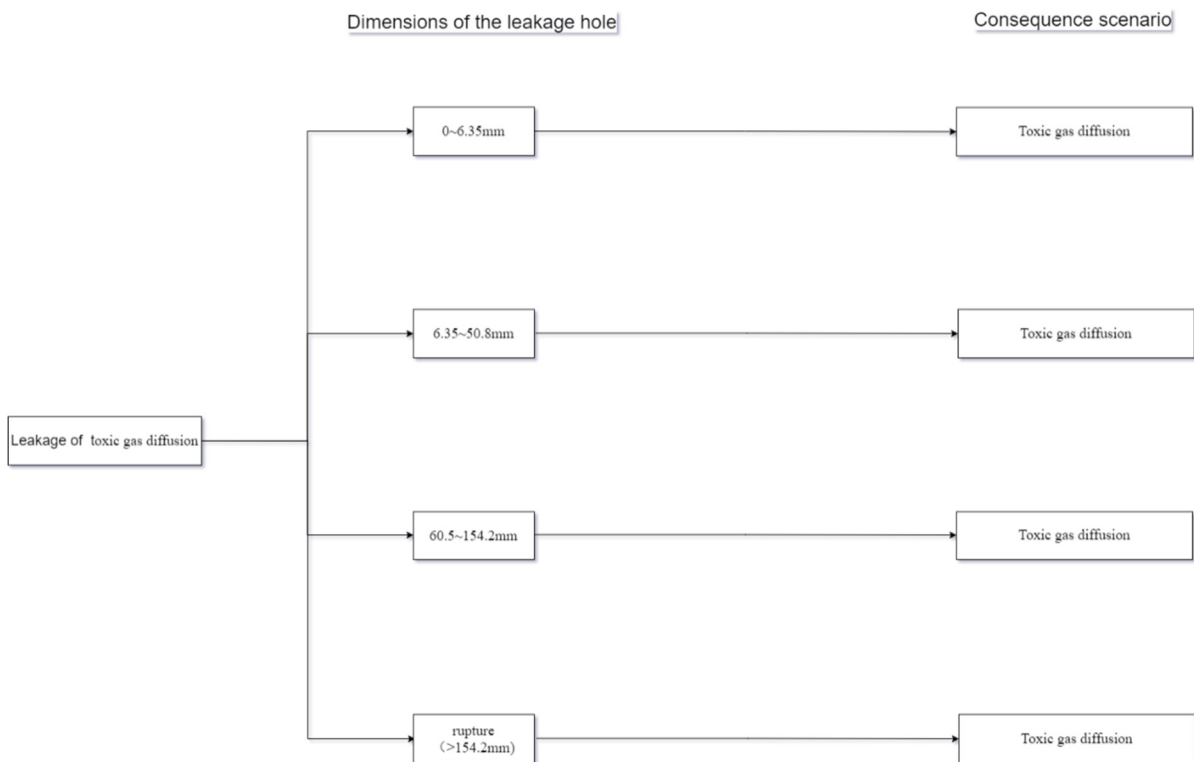 Dimensions of the leakage hole
Consequence scenario
0~6.35mm
Toxic gas diffusion
6.35~50.8mm
Toxic gas diffusion
Leakage of toxic gas diffusion
60.5~154.2mm
Toxic gas diffusion
rupture
(>154.2mm)
Toxic gas diffusion